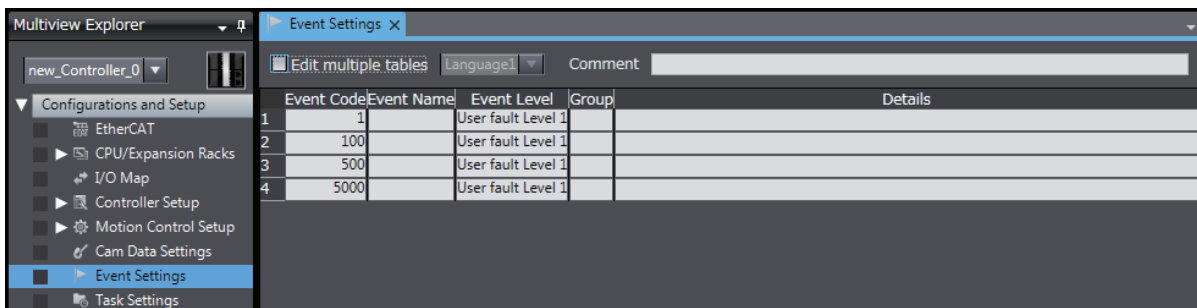 Multiview Explorer
new_Controller_0
Configurations and Setup
EtherCAT
CPU/Expansion Racks
I/O Map
Controller Setup
Motion Control Setup
Cam Data Settings
Event Settings
Task Settings
Event Settings
Edit multiple tables Language1 Comment
Event Code Event Name Event Level Group Details
1 1 User fault Level 1
2 100 User fault Level 1
3 500 User fault Level 1
4 5000 User fault Level 1